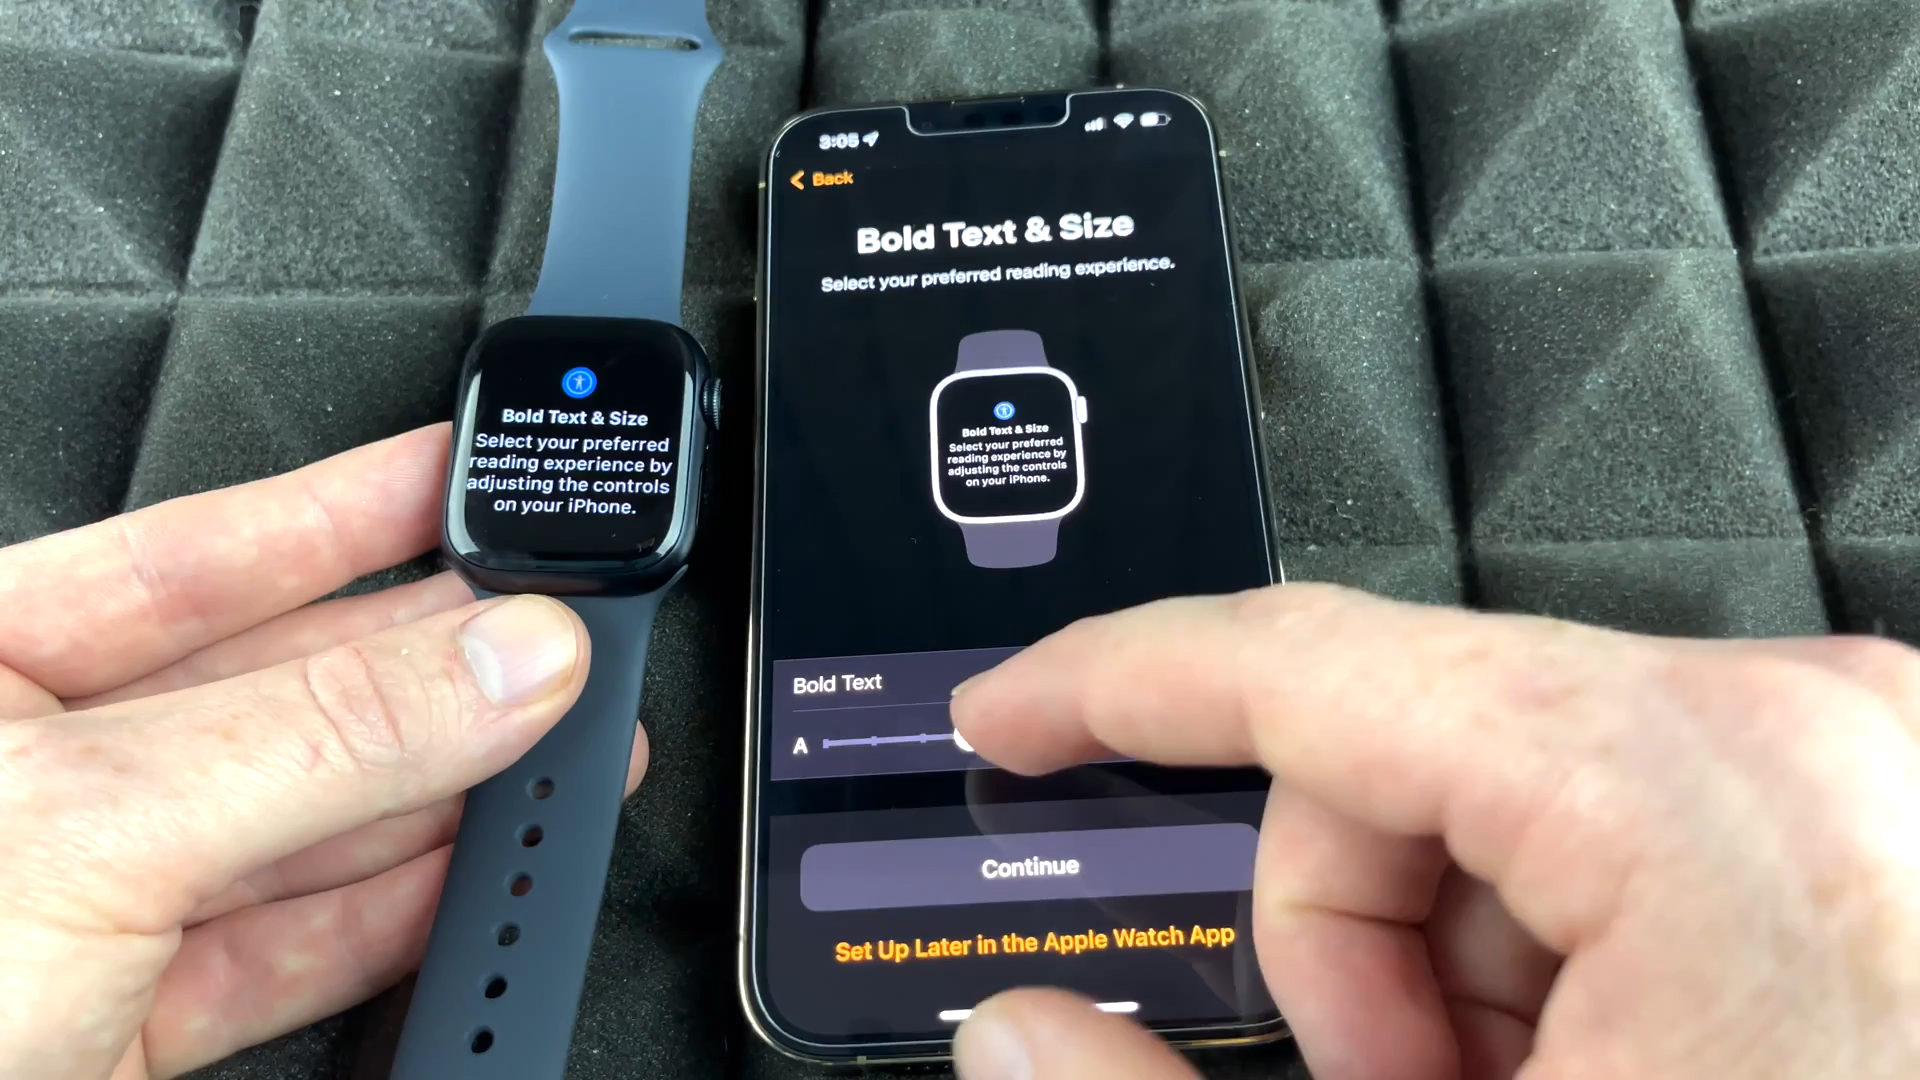 3:05
Back
Bold Text & Size
Select your preferred reading experience.
Bold Text & Size
Select your preferred
reading experience by
adjusting the controls
on your iPhone.
Bold Text & Size
Select your preferred
reading experience by
adjusting the controls
on your iPhone.
Bold Text
A
Continue
Set Up Later in the Apple Watch App